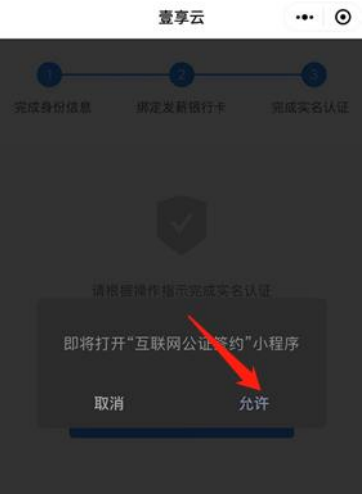 壹享云
1 2 3
完成身份信息 绑定发薪银行卡 完成实名认证
请根据操作指示完成实名认证
即将打开“互联网公证签约”小程序
取消 允许